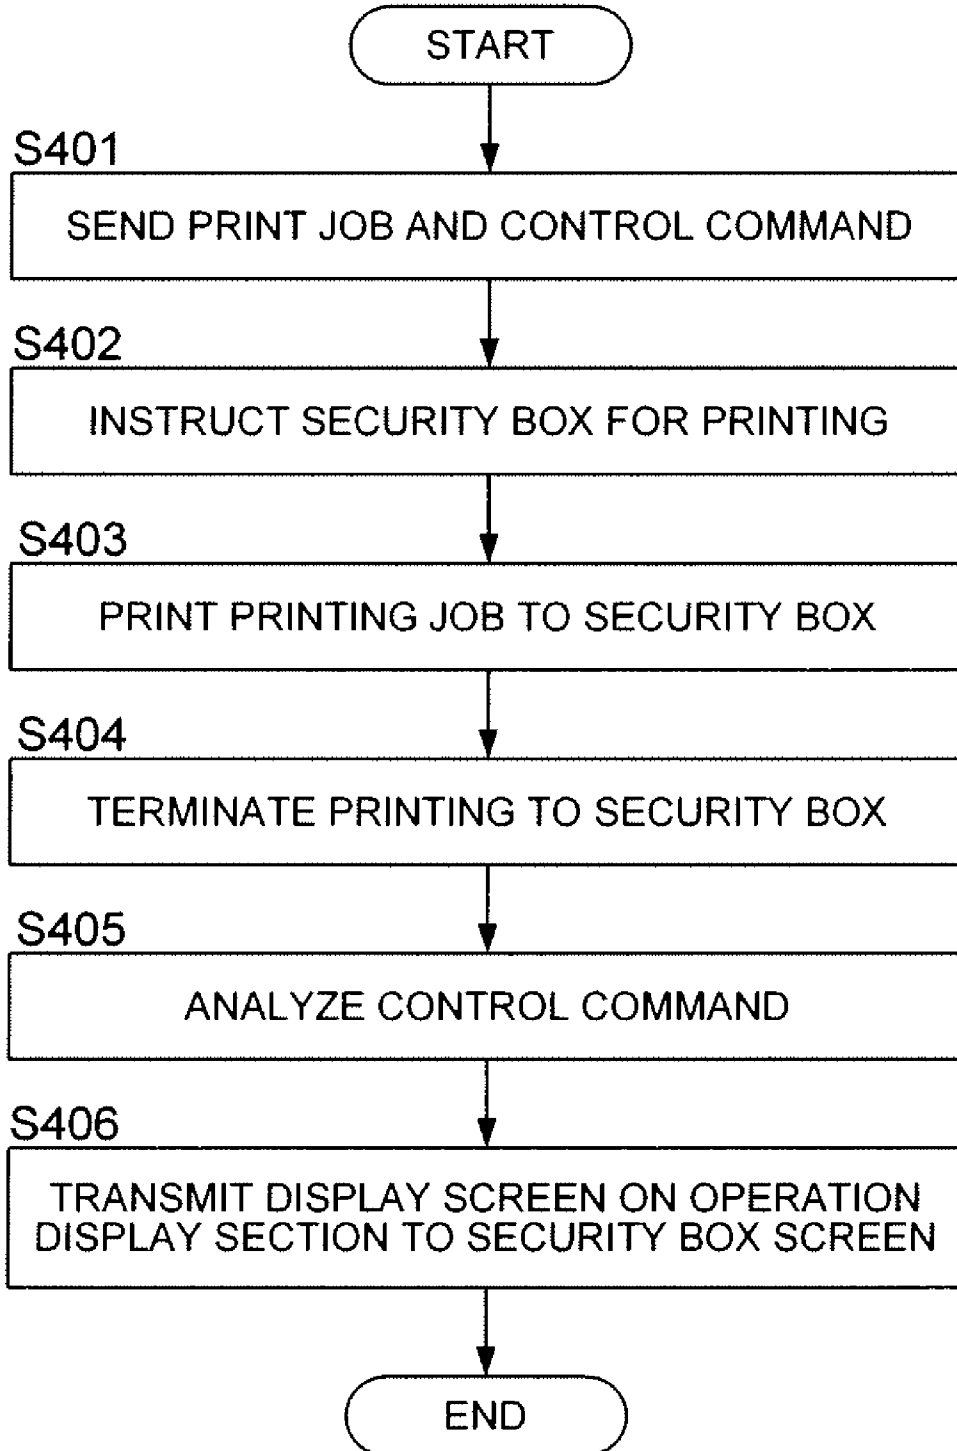 START
S401
SEND PRINT JOB AND CONTROL COMMAND
S402
INSTRUCT SECURITY BOX FOR PRINTING
S403
PRINT PRINTING JOB TO SECURITY BOX
S404
TERMINATE PRINTING TO SECURITY BOX
S405
ANALYZE CONTROL COMMAND
S406
TRANSMIT DISPLAY SCREEN ON OPERATION
DISPLAY SECTION TO SECURITY BOX SCREEN
END